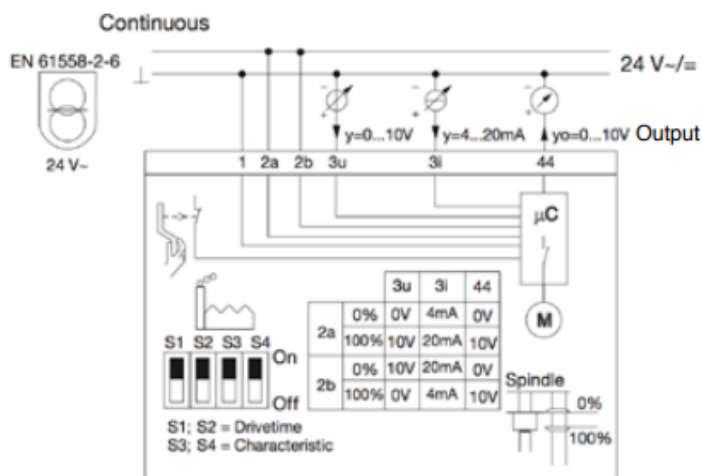 Continuous
EN 61558-2-6
24 V~/=
- - -
+ + +
y=0...10V y=4...20mA yo=0...10V Output
24 V~
1 2a 2b 3u 3i 44
µC
3u 3i 44
2a 0% 0V 4mA 0V
100% 10V 20mA 10V
2b 0% 10V 20mA 0V
100% 0V 4mA 10V
M
S1 S2 S3 S4
On
Off
Spindle
0%
100%
S1; S2 = Drivetime
S3; S4 = Characteristic